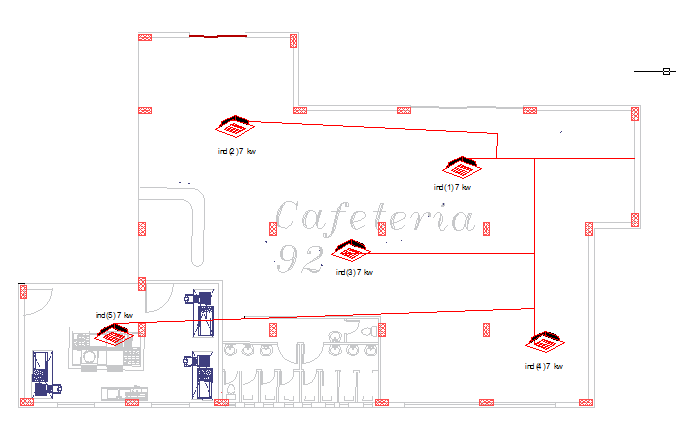 ind(2)7 kw
ind(1)7 kw
Cafeteria
92
ind(3)7 kw
ind(5)7 kw
ind(4)7 kw